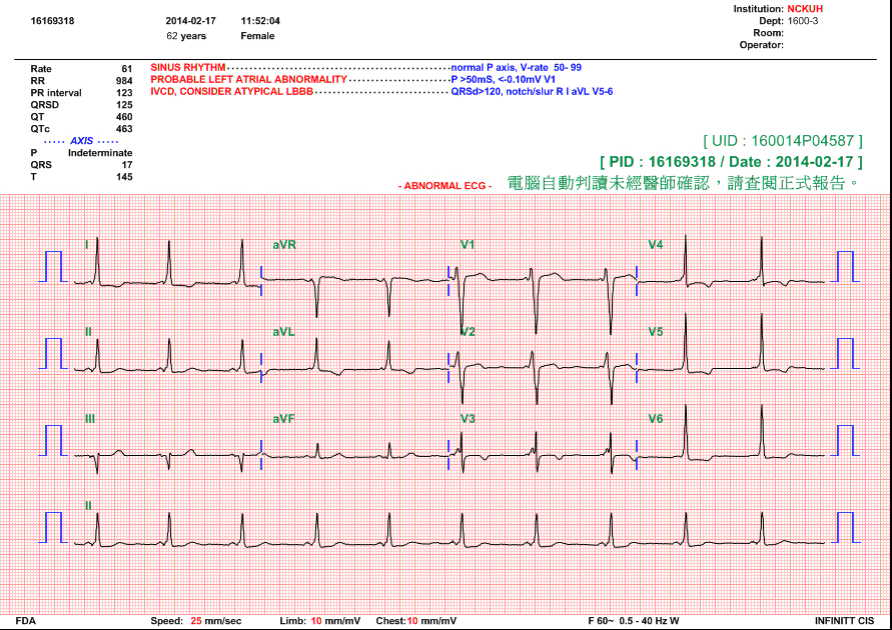 Institution: NCKUH
16169318 2014-02-17 11:52:04 Dept: 1600-3
62 years Female Room:
Operator:
Rate 61 SINUS RHYTHM normal P axis, V-rate 50- 99
RR 984 PROBABLE LEFT ATRIAL ABNORMALITY P >50mS, <-0.10mV V1
PR interval 123 IVCD, CONSIDER ATYPICAL LBBB QRSd>120, notch/slur R I aVL V5-6
QRSD 125
QT 460
QTc 463
----- AXIS -----
P Indeterminate
QRS 17
T 145
[ UID : 160014P04587 ]
[ PID : 16169318 / Date : 2014-02-17 ]
- ABNORMAL ECG - 電腦自動判讀未經醫師確認，請查閱正式報告。
I aVR V1 V4
II aVL V2 V5
III aVF V3 V6
II
FDA Speed: 25 mm/sec Limb: 10 mm/mV Chest:10 mm/mV F 60~ 0.5 - 40 Hz W INFINITT CIS